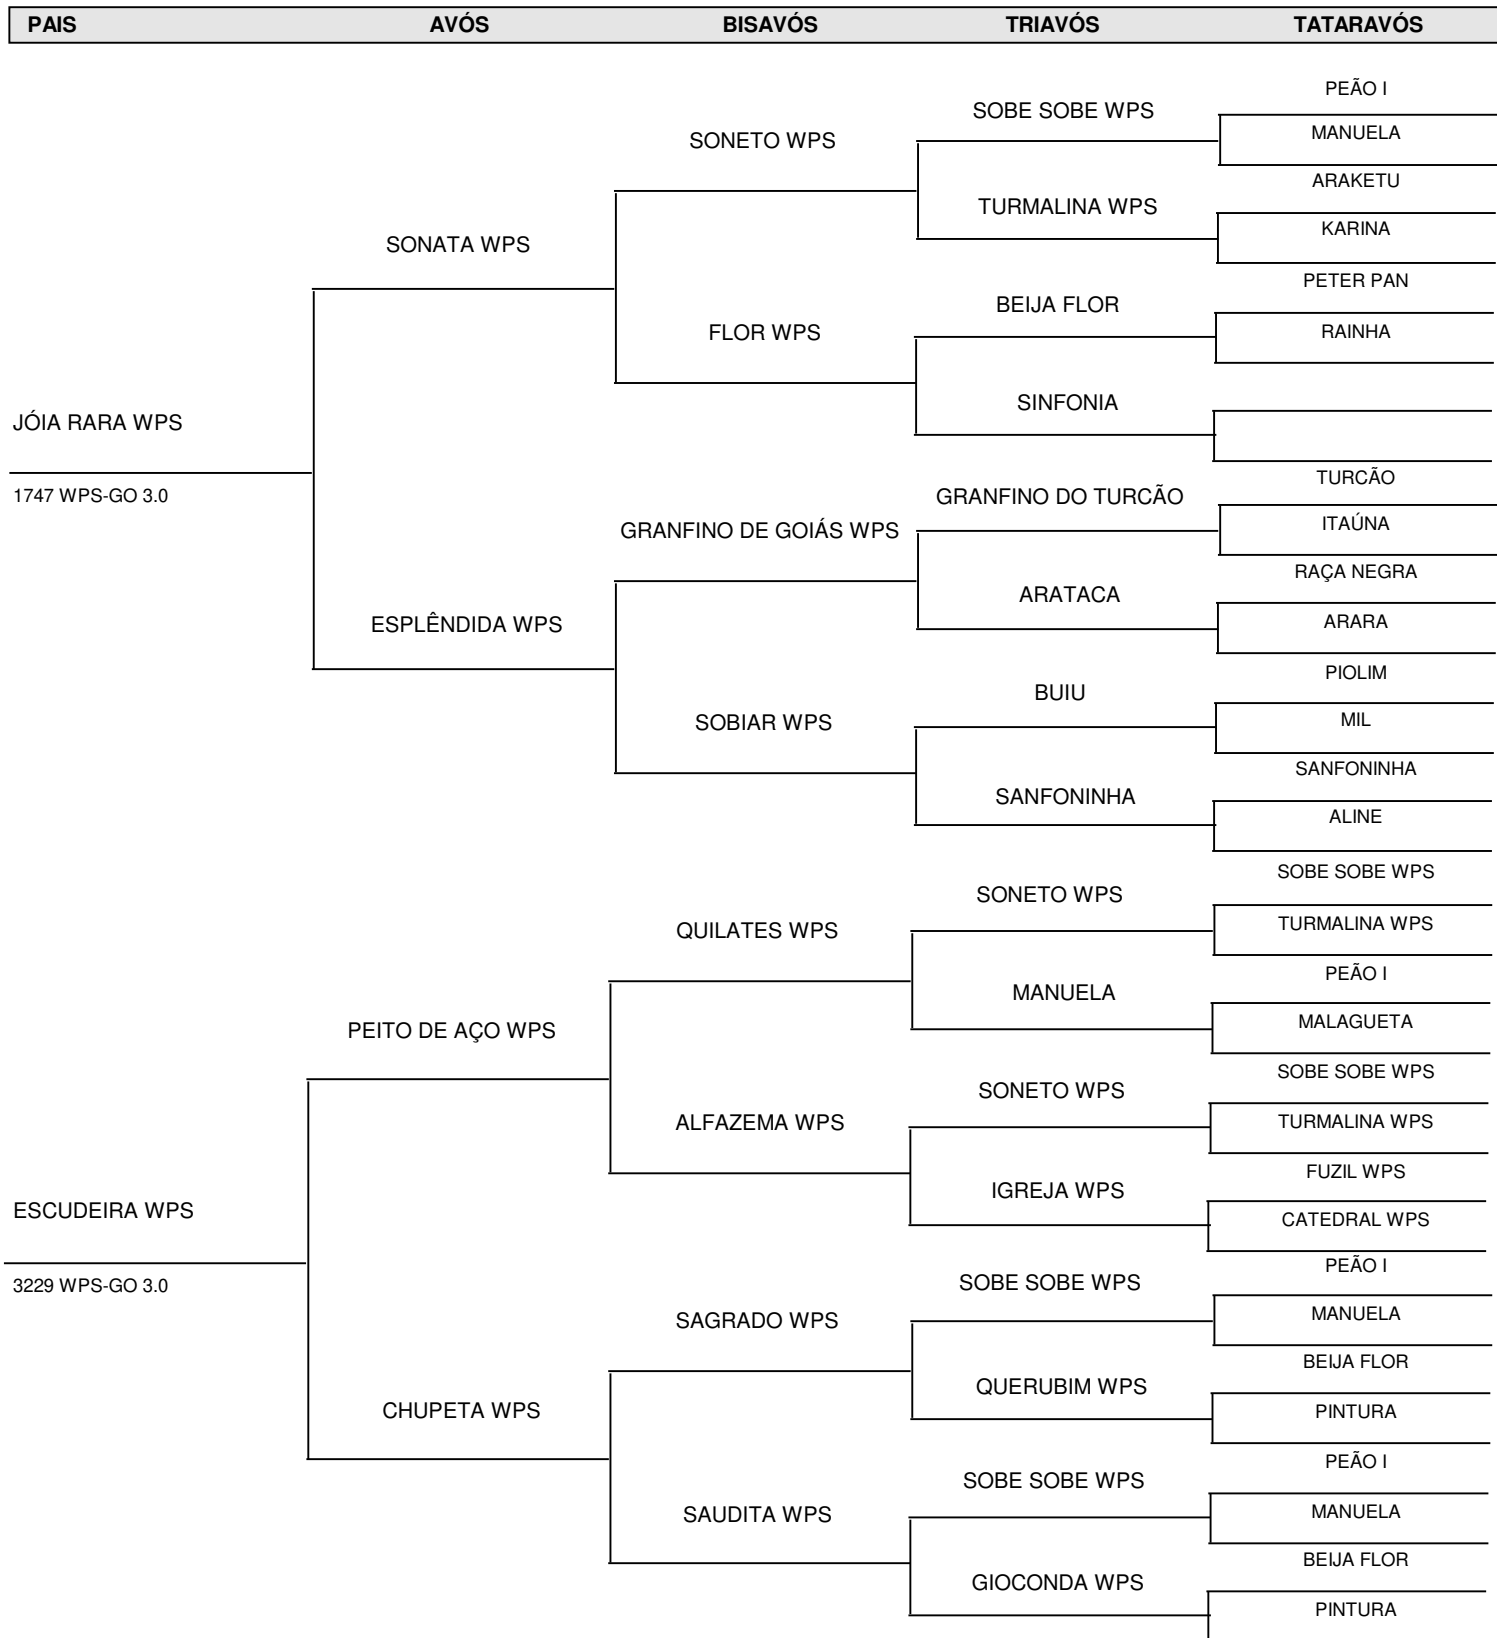 PAIS AVÓS BISAVÓS TRIAVÓS TATARAVÓS
PEÃO I
SOBE SOBE WPS
MANUELA
SONETO WPS
ARAKETU
TURMALINA WPS
KARINA
SONATA WPS
PETER PAN
BEIJA FLOR
RAINHA
FLOR WPS
SINFONIA
JÓIA RARA WPS
TURCÃO
1747 WPS-GO 3.0
GRANFINO DO TURCÃO
ITAÚNA
GRANFINO DE GOIÁS WPS
RAÇA NEGRA
ARATACA
ARARA
ESPLÊNDIDA WPS
PIOLIM
BUIU
MIL
SOBIAR WPS
SANFONINHA
SANFONINHA
ALINE
SOBE SOBE WPS
SONETO WPS
TURMALINA WPS
QUILATES WPS
PEÃO I
MANUELA
MALAGUETA
PEITO DE AÇO WPS
SOBE SOBE WPS
SONETO WPS
TURMALINA WPS
ALFAZEMA WPS
FUZIL WPS
IGREJA WPS
ESCUDEIRA WPS
CATEDRAL WPS
PEÃO I
3229 WPS-GO 3.0
SOBE SOBE WPS
MANUELA
SAGRADO WPS
BEIJA FLOR
QUERUBIM WPS
CHUPETA WPS
PINTURA
PEÃO I
SOBE SOBE WPS
MANUELA
SAUDITA WPS
BEIJA FLOR
GIOCONDA WPS
PINTURA